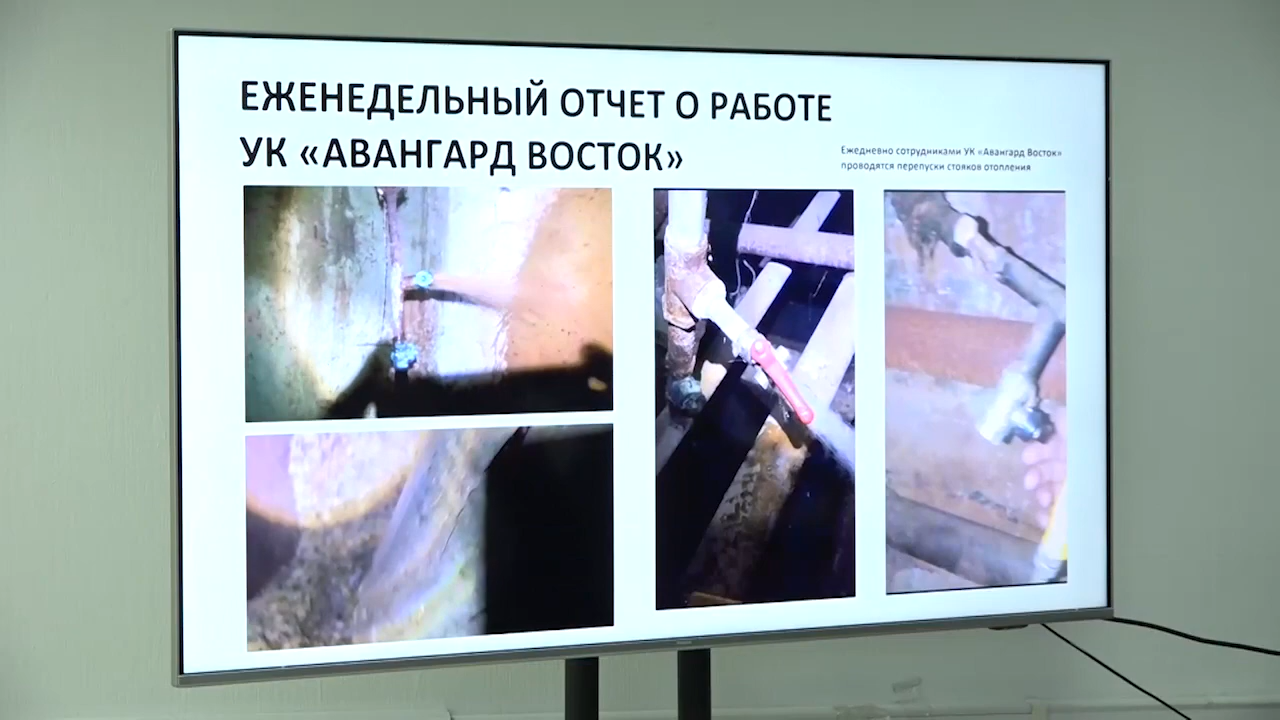 ЕЖЕНЕДЕЛЬНЫЙ ОТЧЕТ О РАБОТЕ
УК «АВАНГАРД ВОСТОК»
Ежедневно сотрудниками УК «Авангард Восток»
проводятся перепуски стояков отопления